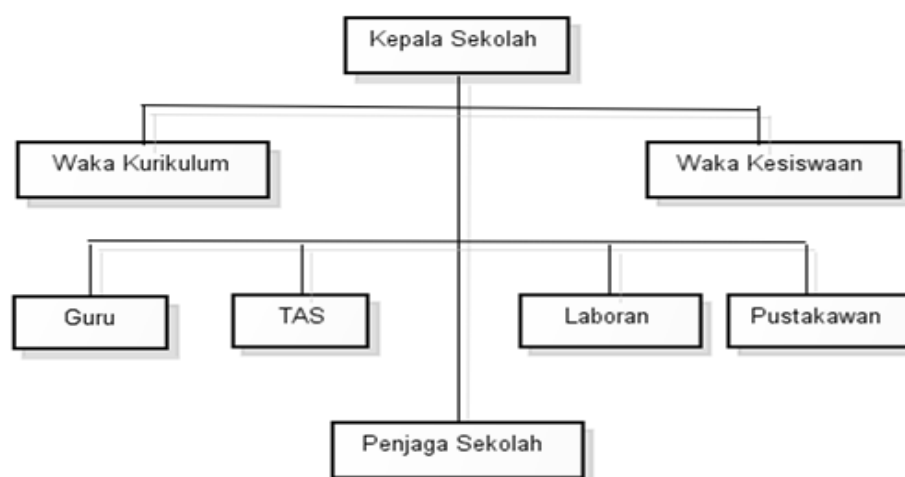 Kepala Sekolah
Waka Kurikulum
Waka Kesiswaan
Guru
TAS
Laboran
Pustakawan
Penjaga Sekolah